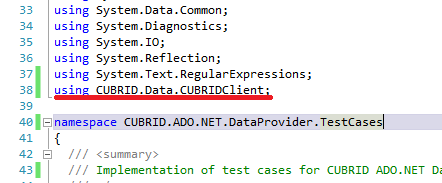 33 using System.Data.Common;
34 using System.Diagnostics;
35 using System.IO;
36 using System.Reflection;
37 using System.Text.RegularExpressions;
38 using CUBRID.Data.CUBRIDClient;
39
40 namespace CUBRID.ADO.NET.DataProvider.TestCases
41 {
42 /// <summary>
43 /// Implementation of test cases for CUBRID ADO.NET Da